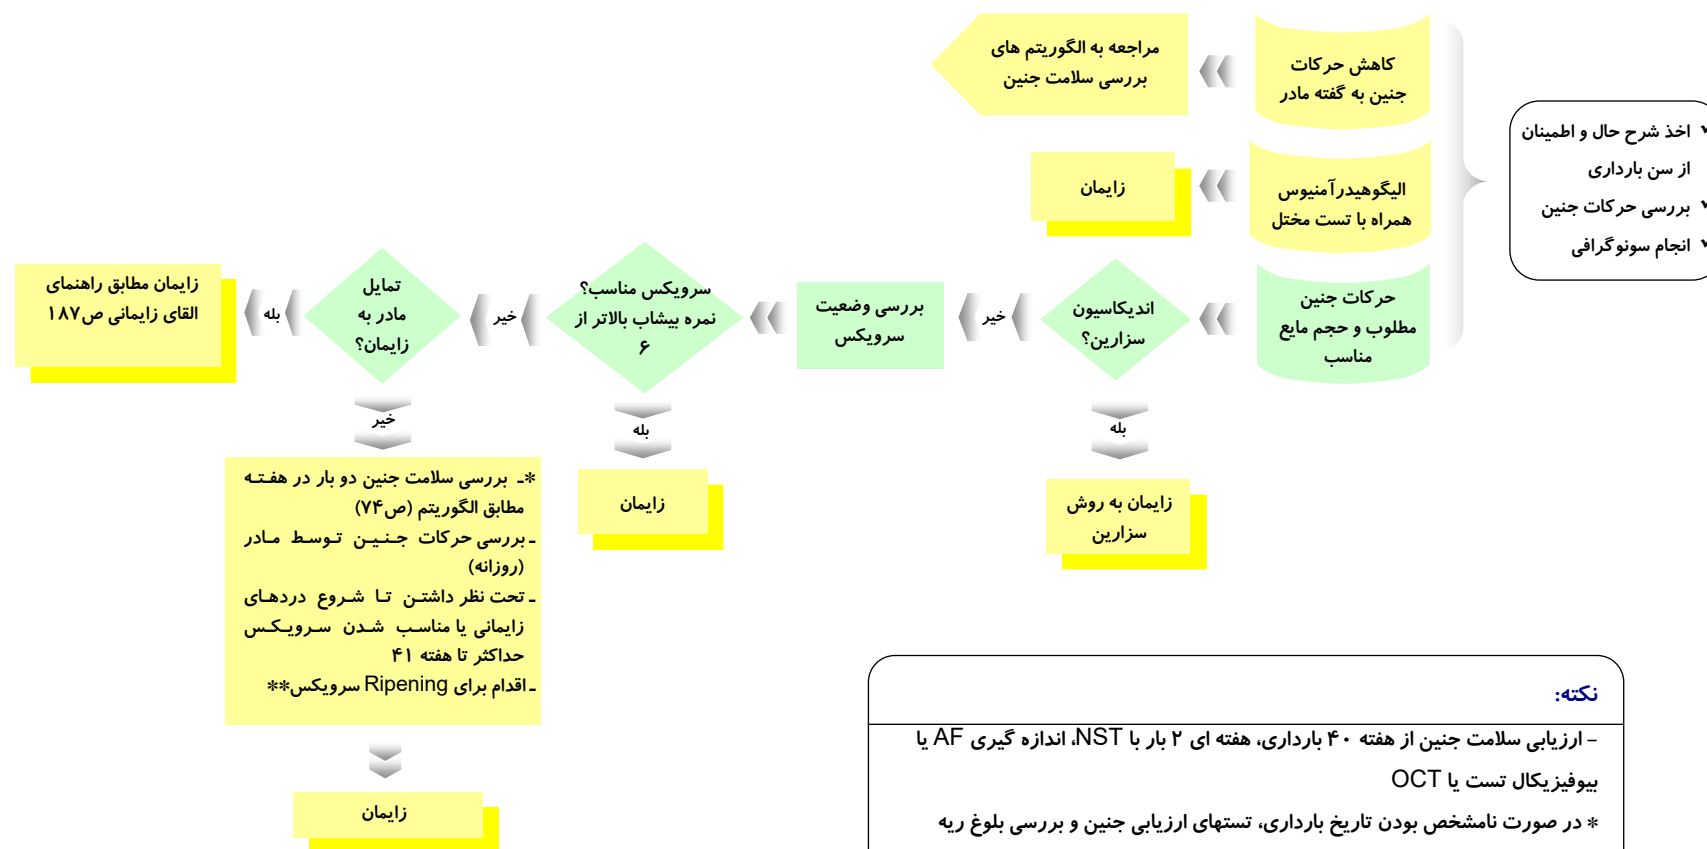 ✓ اخذ شرح حال و اطمینان
از سن بارداری
✓ بررسی حرکات جنین
✓ انجام سونوگرافی
کاهش حرکات
جنین به گفته مادر
مراجعه به الگوریتم های
بررسی سلامت جنین
الیگوهیدرآمنیوس
همراه با تست مختل
زایمان
حرکات جنین
مطلوب و حجم مایع
مناسب
اندیکاسیون
سزارین؟
بله
زایمان به روش
سزارین
خیر
بررسی وضعیت
سرویکس
سرویکس مناسب؟
نمره بیشاب بالاتر از
۶
بله
زایمان
خیر
تمایل
مادر به
زایمان؟
بله
زایمان مطابق راهنمای
القای زایمانی ص۱۸۷
خیر
*ـ بررسی سلامت جنین دو بار در هفته
مطابق الگوریتم (ص۷۴)
ـ بررسی حرکات جنین توسط مادر
(روزانه)
ـ تحت نظر داشتن تا شروع دردهای
زایمانی یا مناسب شدن سرویکس
حداکثر تا هفته ۴۱
ـ اقدام برای Ripening سرویکس**
زایمان
نکته:
– ارزیابی سلامت جنین از هفته ۴۰ بارداری، هفته ای ۲ بار با NST، اندازه گیری AF یا
بیوفیزیکال تست یا OCT
* در صورت نامشخص بودن تاریخ بارداری، تستهای ارزیابی جنین و بررسی بلوغ ریه